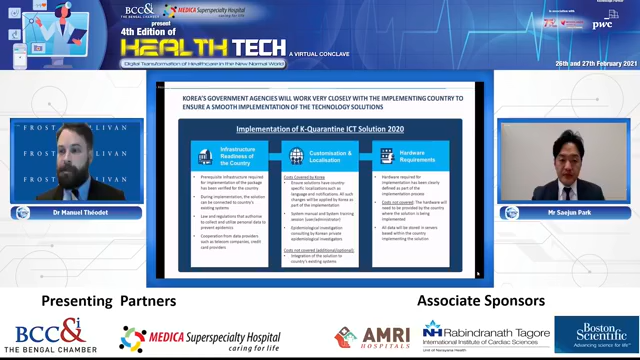 BCC&i
THE BENGAL CHAMBER
MEDICA Superspecialty Hospital
caring for life
present
4th Edition of
HEALTH TECH
A VIRTUAL CONCLAVE
Digital Transformation of Healthcare in the New Normal World
In association with
pwc
26th and 27th February 2021
KOREA'S GOVERNMENT AGENCIES WILL WORK VERY CLOSELY WITH THE IMPLEMENTING COUNTRY TO
ENSURE A SMOOTH IMPLEMENTATION OF THE TECHNOLOGY SOLUTIONS
Implementation of K-Quarantine ICT Solution 2020
Infrastructure
Readiness of
the Country
Prerequisite infrastructure required
for implementation of the package
has been verified for the country
During implementation, the
solution can be connected to country's
existing systems
Law and regulations that authorise
to collect and utilise personal data to
prevent epidemics
Cooperation from data providers
such as telecom companies, credit
card providers
Customisation &
Localisation
Costs Covered by Korea
Ensure solutions have country
specific localisations such as
language and notifications. All such
changes will be applied by Korea as
part of the implementation
System manual and System training
session (user/administrator)
Epidemiological investigation
consulting by Korean private
epidemiological investigators
Costs not covered (additional/optional):
Integration of the solution to
country's existing systems
Hardware
Requirements
Hardware required for
implementation has been clearly
defined as part of the
implementation process
Costs not covered: The hardware
will need to be provided by the
country where the solution is
being implemented
All data will be stored in servers
based within the country
implementing the solution
FROST & SULLIVAN
Dr Manuel Théodet
Mr Saejun Park
Presenting Partners
Associate Sponsors
BCC&i
THE BENGAL CHAMBER
MEDICA Superspecialty Hospital
caring for life
AMRI
HOSPITALS
NH Rabindranath Tagore
International Institute of Cardiac Sciences
Unit of Narayana Health
Boston
Scientific
Advancing science for life™